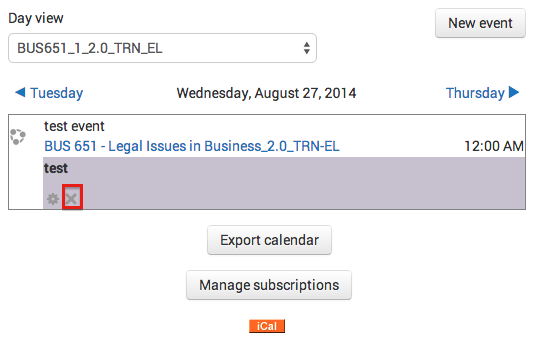 Day view
New event
BUS651_1_2.0_TRN_EL
Tuesday
Wednesday, August 27, 2014
Thursday
test event
BUS 651 - Legal Issues in Business_2.0_TRN-EL
12:00 AM
test
Export calendar
Manage subscriptions
iCal